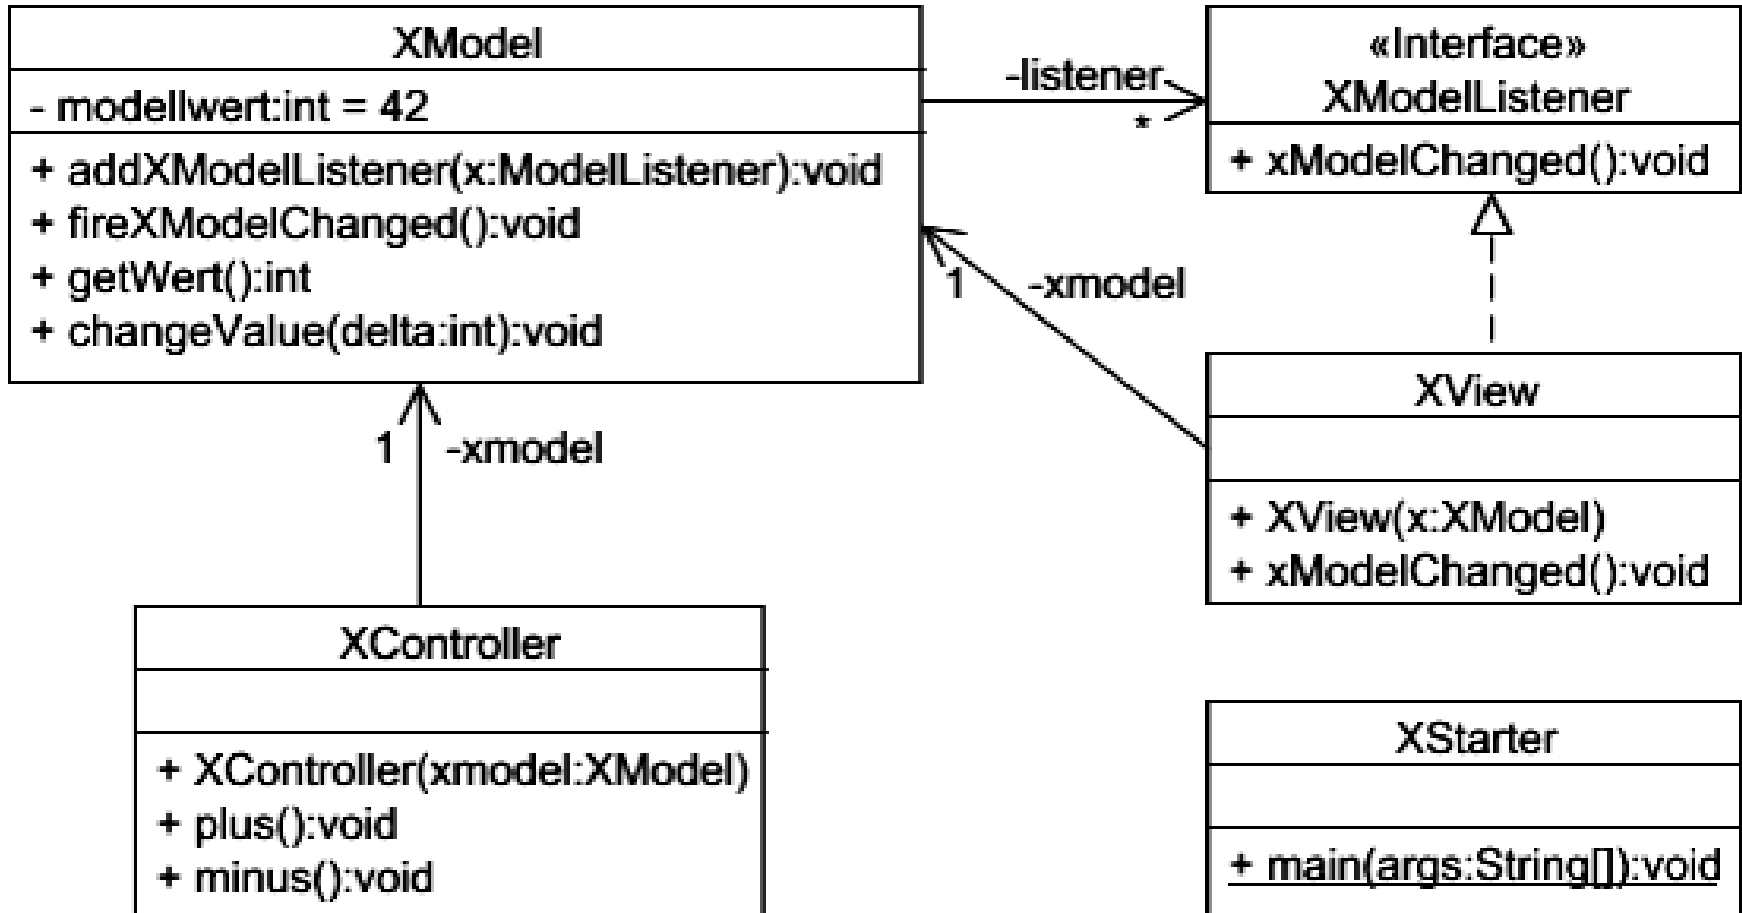 XModel
- modellwert:int = 42
+ addXModelListener(x:ModelListener):void
+ fireXModelChanged():void
+ getWert():int
+ changeValue(delta:int):void
-listener
*
«Interface»
XModelListener
+ xModelChanged():void
1
-xmodel
XView
+ XView(x:XModel)
+ xModelChanged():void
1
-xmodel
XController
+ XController(xmodel:XModel)
+ plus():void
+ minus():void
XStarter
+ main(args:String[]):void